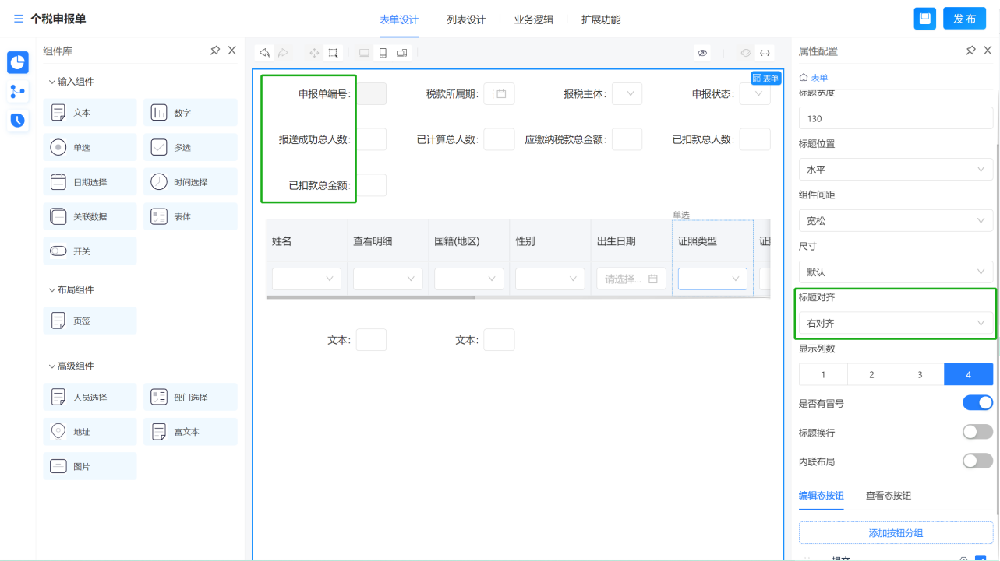 个税申报单
表单设计
列表设计
业务逻辑
扩展功能
发布
组件库
输入组件
文本
数字
单选
多选
日期选择
时间选择
关联数据
表体
开关
布局组件
页签
高级组件
人员选择
部门选择
地址
富文本
图片
表单
申报单编号:
税款所属期:
报税主体:
申报状态:
报送成功总人数:
已计算总人数:
应缴纳税款总金额:
已扣款总人数:
已扣款总金额:
单选
姓名
查看明细
国籍(地区)
性别
出生日期
证照类型
请选择...
文本:
文本:
属性配置
表单
标题宽度
130
标题位置
水平
组件间距
宽松
尺寸
默认
标题对齐
右对齐
显示列数
1
2
3
4
是否有冒号
标题换行
内联布局
编辑态按钮
查看态按钮
添加按钮分组
提交